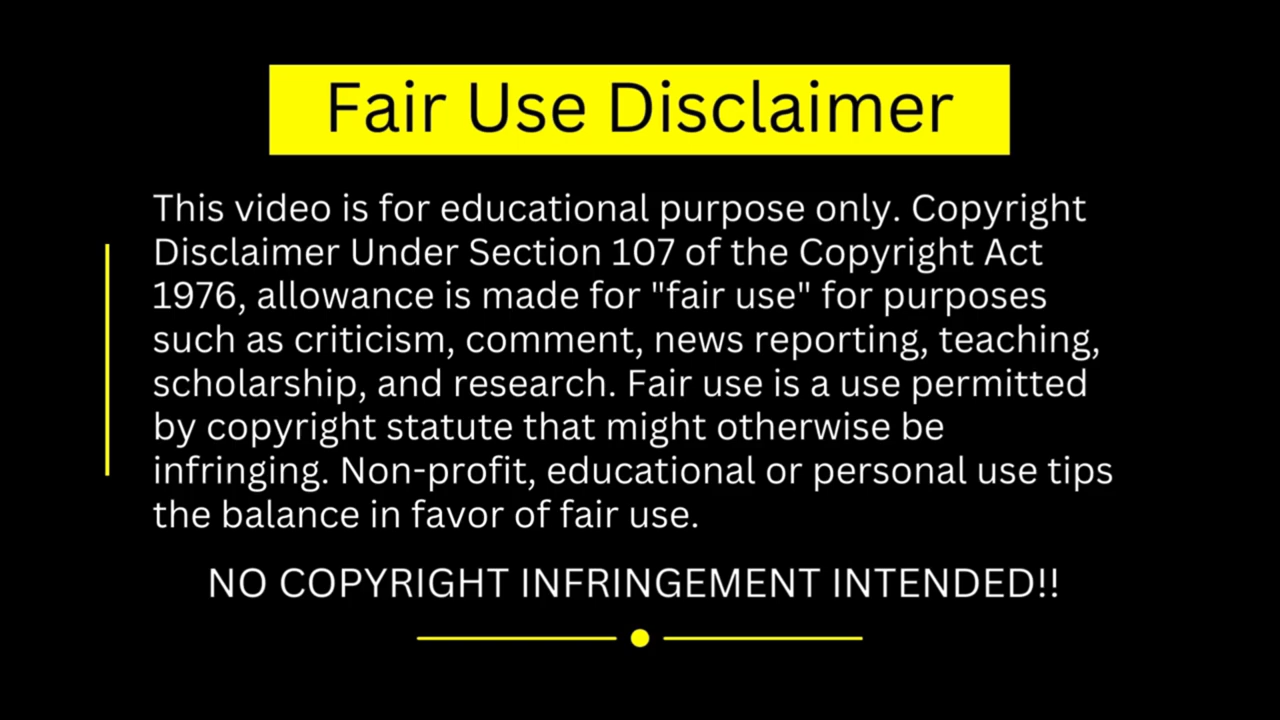 Fair Use Disclaimer
This video is for educational purpose only. Copyright
Disclaimer Under Section 107 of the Copyright Act
1976, allowance is made for "fair use" for purposes
such as criticism, comment, news reporting, teaching,
scholarship, and research. Fair use is a use permitted
by copyright statute that might otherwise be
infringing. Non-profit, educational or personal use tips
the balance in favor of fair use.
NO COPYRIGHT INFRINGEMENT INTENDED!!